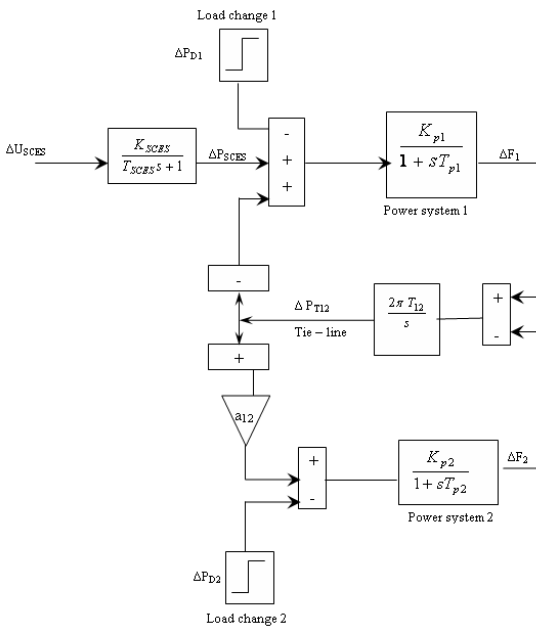 Load change 1
ΔP_D1
ΔU_SCES
K_SCES
T_SCES s + 1
ΔP_SCES
-
+
+
K_p1
1 + sT_p1
ΔF_1
Power system 1
-
ΔP_T12
Tie – line
2π T_12
s
+
-
+
a_12
+
-
K_p2
1 + sT_p2
ΔF_2
Power system 2
ΔP_D2
Load change 2